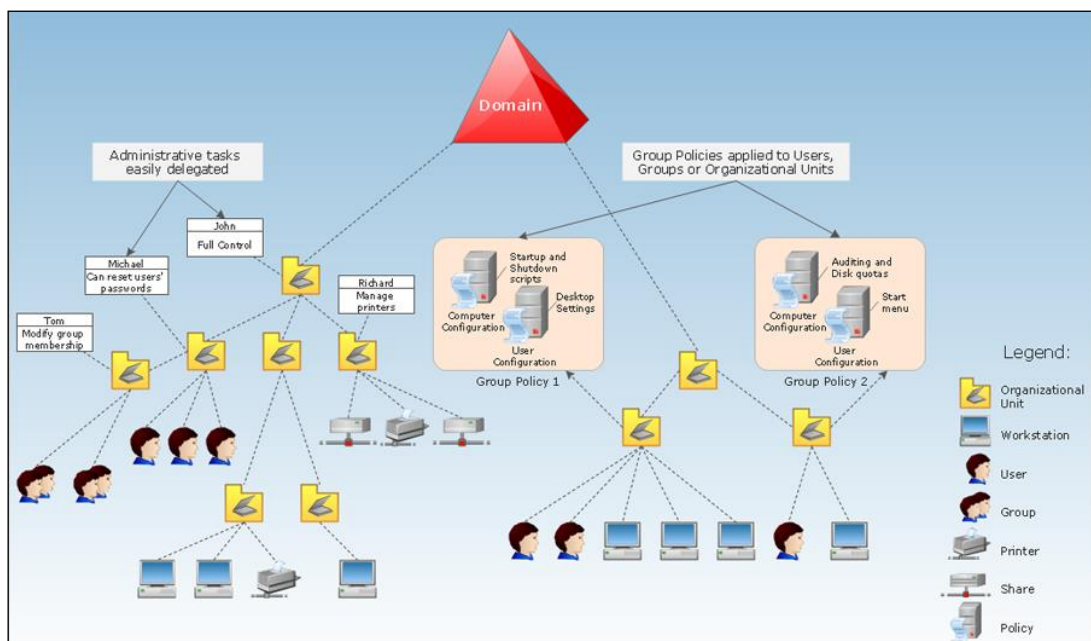 Domain
Administrative tasks
easily delegated
Group Policies applied to Users,
Groups or Organizational Units
John
Full Control
Michael
Can reset users'
passwords
Richard
Manage
printers
Tom
Modify group
membership
Startup and
Shutdown
scripts
Computer
Configuration
Desktop
Settings
User
Configuration
Group Policy 1
Auditing and
Disk quotas
Computer
Configuration
Start
menu
User
Configuration
Group Policy 2
Legend:
Organizational
Unit
Workstation
User
Group
Printer
Share
Policy